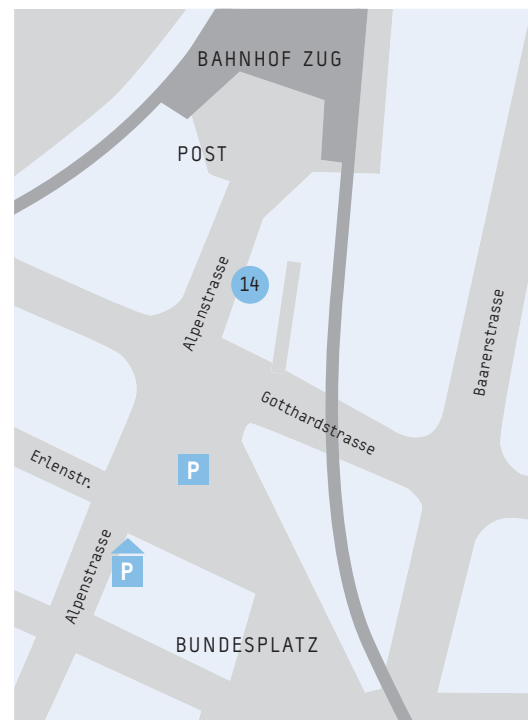 BAHNHOF ZUG
POST
Alpenstrasse
14
Baarerstrasse
Gotthardstrasse
Erlenstr.
P
Alpenstrasse
P
BUNDESPLATZ